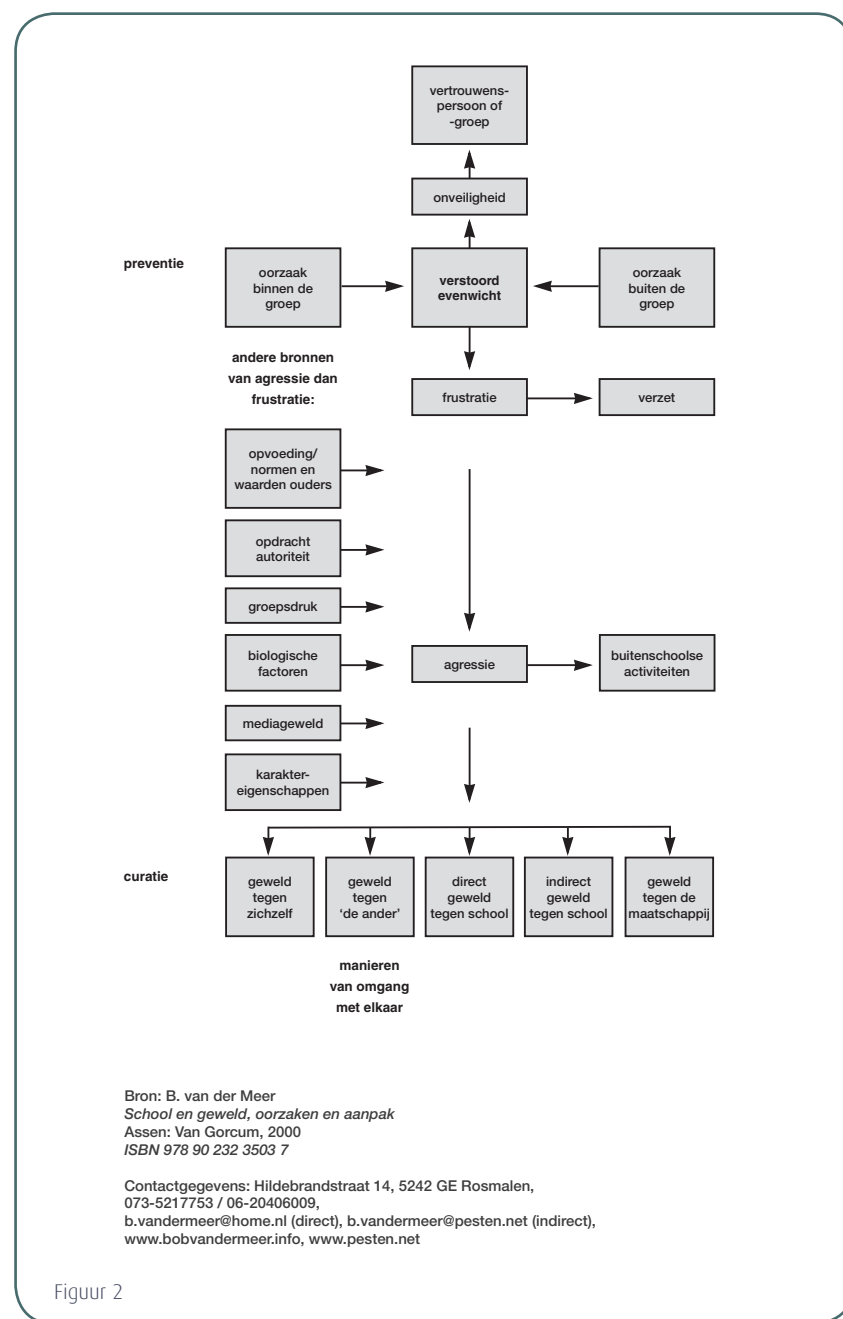 vertrouwens-
persoon of
-groep
onveiligheid
preventie
oorzaak
binnen de
groep
verstoord
evenwicht
oorzaak
buiten de
groep
andere bronnen
van agressie dan
frustratie:
frustratie
verzet
opvoeding/
normen en
waarden ouders
opdracht
autoriteit
groepsdruk
biologische
factoren
agressie
buitenschoolse
activiteiten
mediageweld
karakter-
eigenschappen
curatie
geweld
tegen
zichzelf
geweld
tegen
‘de ander’
direct
geweld
tegen school
indirect
geweld
tegen school
geweld
tegen de
maatschappij
manieren
van omgang
met elkaar
Bron: B. van der Meer
School en geweld, oorzaken en aanpak
Assen: Van Gorcum, 2000
ISBN 978 90 232 3503 7
Contactgegevens: Hildebrandstraat 14, 5242 GE Rosmalen,
073-5217753 / 06-20406009,
b.vandermeer@home.nl (direct), b.vandermeer@pesten.net (indirect),
www.bobvandermeer.info, www.pesten.net
Figuur 2